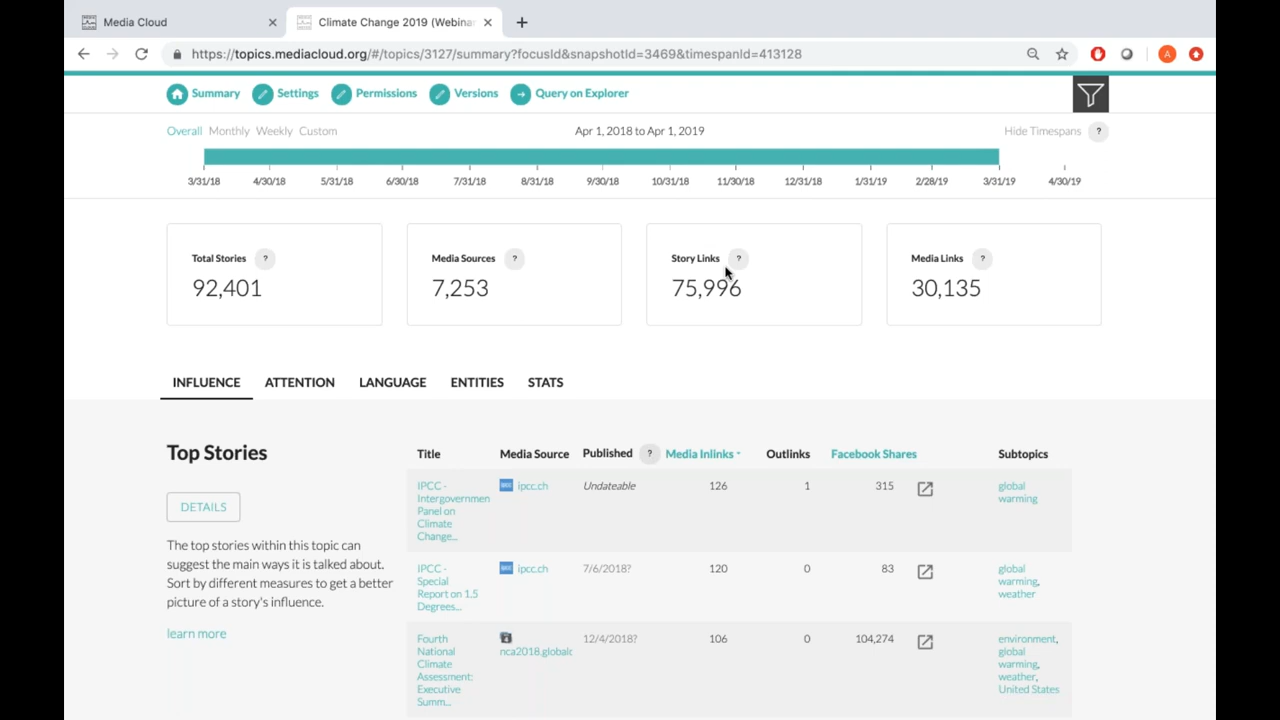 Media Cloud
Climate Change 2019 (Webinar
https://topics.mediacloud.org/#/topics/3127/summary?focusId&snapshotId=3469&timespanId=413128
A
Summary Settings Permissions Versions Query on Explorer
Overall Monthly Weekly Custom
Apr 1, 2018 to Apr 1, 2019
Hide Timespans ?
3/31/18 4/30/18 5/31/18 6/30/18 7/31/18 8/31/18 9/30/18 10/31/18 11/30/18 12/31/18 1/31/19 2/28/19 3/31/19 4/30/19
Total Stories ?
92,401
Media Sources ?
7,253
Story Links ?
75,996
Media Links ?
30,135
INFLUENCE ATTENTION LANGUAGE ENTITIES STATS
Top Stories
DETAILS
The top stories within this topic can
suggest the main ways it is talked about.
Sort by different measures to get a better
picture of a story's influence.
learn more
Title Media Source Published ? Media Inlinks Outlinks Facebook Shares Subtopics
IPCC - ipcc.ch Undateable 126 1 315 global
Intergovernmen warming
Panel on
Climate
Change...
IPCC - ipcc.ch 7/6/2018? 120 0 83 global
Special warming,
Report on 1.5 weather
Degrees...
Fourth 12/4/2018? 106 0 104,274 environment,
National nca2018.globalc global
Climate warming,
Assessment: weather,
Executive United States
Summ...